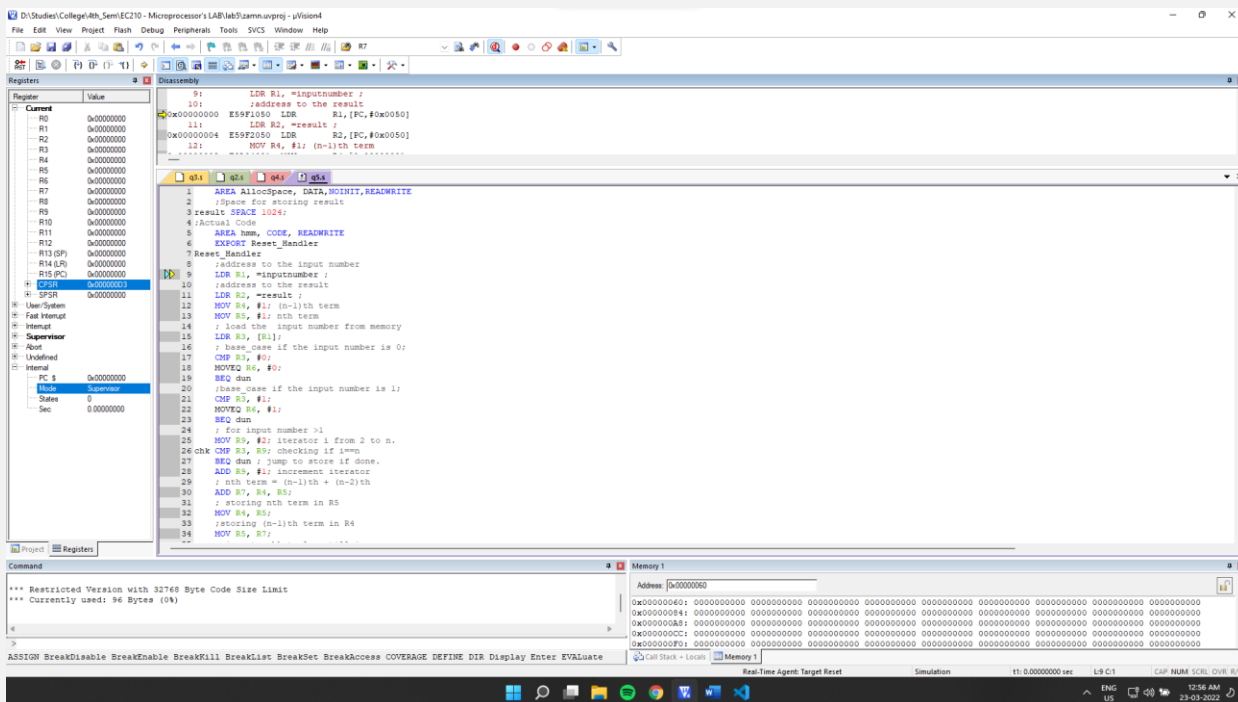 D:\Studies\College\4th_Sem\EC210 - Microprocessor's LAB\lab5\zamn.uvproj - µVision4
File Edit View Project Flash Debug Peripherals Tools SVCS Window Help
R7
RST
Registers
Register Value
Current
R0 0x00000000
R1 0x00000000
R2 0x00000000
R3 0x00000000
R4 0x00000000
R5 0x00000000
R6 0x00000000
R7 0x00000000
R8 0x00000000
R9 0x00000000
R10 0x00000000
R11 0x00000000
R12 0x00000000
R13 (SP) 0x00000000
R14 (LR) 0x00000000
R15 (PC) 0x00000000
CPSR 0x000000D3
SPSR 0x00000000
User/System
Fast Interrupt
Interrupt
Supervisor
Abort
Undefined
Internal
PC $ 0x00000000
Mode Supervisor
States 0
Sec 0.00000000
Project Registers
Disassembly
9: LDR R1, =inputnumber ;
10: ;address to the result
0x00000000 E59F1050 LDR R1,[PC,#0x0050]
11: LDR R2, =result ;
0x00000004 E59F2050 LDR R2,[PC,#0x0050]
12: MOV R4, #1; (n-1)th term
q3.s q2.s q4.s q5.s
1 AREA AllocSpace, DATA,NOINIT,READWRITE
2 ;Space for storing result
3 result SPACE 1024;
4 ;Actual Code
5 AREA hmm, CODE, READWRITE
6 EXPORT Reset_Handler
7 Reset_Handler
8 ;address to the input number
9 LDR R1, =inputnumber ;
10 ;address to the result
11 LDR R2, =result ;
12 MOV R4, #1; (n-1)th term
13 MOV R5, #1; nth term
14 ; load the input number from memory
15 LDR R3, [R1];
16 ; base_case if the input number is 0;
17 CMP R3, #0;
18 MOVEQ R6, #0;
19 BEQ dun
20 ;base_case if the input number is 1;
21 CMP R3, #1;
22 MOVEQ R6, #1;
23 BEQ dun
24 ; for input number >1
25 MOV R9, #2; iterator i from 2 to n.
26 chk CMP R3, R9; checking if i==n
27 BEQ dun ; jump to store if done.
28 ADD R9, #1; increment iterator
29 ; nth term = (n-1)th + (n-2)th
30 ADD R7, R4, R5;
31 ; storing nth term in R5
32 MOV R4, R5;
33 ;storing (n-1)th term in R4
34 MOV R5, R7;
Command
*** Restricted Version with 32768 Byte Code Size Limit
*** Currently used: 96 Bytes (0%)
>
ASSIGN BreakDisable BreakEnable BreakKill BreakList BreakSet BreakAccess COVERAGE DEFINE DIR Display Enter EVALuate
Memory 1
Address: 0x00000060
0x00000060: 0000000000 0000000000 0000000000 0000000000 0000000000 0000000000 0000000000 0000000000 0000000000
0x00000084: 0000000000 0000000000 0000000000 0000000000 0000000000 0000000000 0000000000 0000000000 0000000000
0x000000A8: 0000000000 0000000000 0000000000 0000000000 0000000000 0000000000 0000000000 0000000000 0000000000
0x000000CC: 0000000000 0000000000 0000000000 0000000000 0000000000 0000000000 0000000000 0000000000 0000000000
0x000000F0: 0000000000 0000000000 0000000000 0000000000 0000000000 0000000000 0000000000 0000000000 0000000000
Call Stack + Locals Memory 1
Real-Time Agent: Target Reset Simulation t1: 0.00000000 sec L:9 C:1 CAP NUM SCRL OVR
ENG
US
12:56 AM
23-03-2022